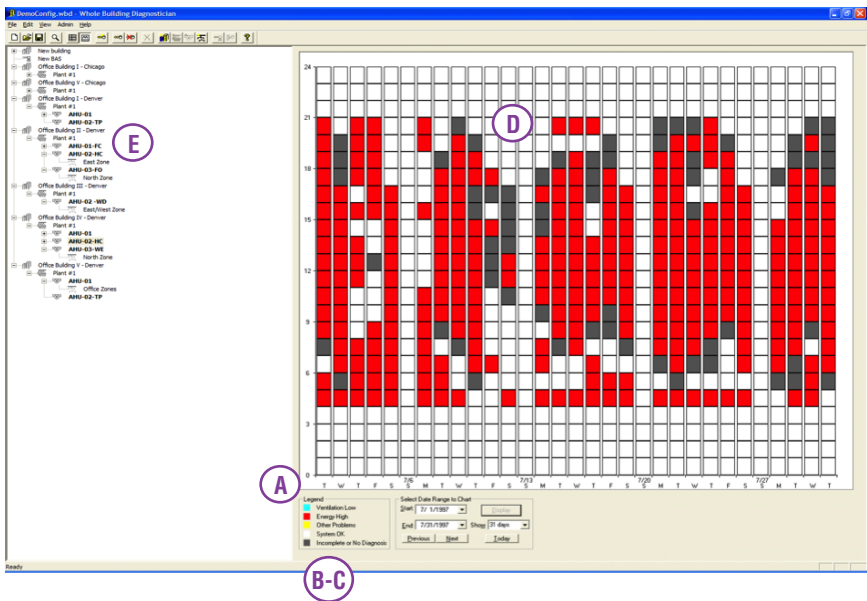 DemoConfig.wbd - Whole Building Diagnostician
File Edit View Admin Help
New building
New BAS
Office Building I - Chicago
Plant #1
Office Building V - Chicago
Plant #1
Office Building I - Denver
Plant #1
AHU-01
AHU-02-TP
Office Building II - Denver
Plant #1
AHU-01-FC
AHU-02-HC
East Zone
AHU-03-FO
North Zone
Office Building III - Denver
Plant #1
AHU-02 -WD
East/West Zone
Office Building IV - Denver
Plant #1
AHU-01
AHU-02-HC
AHU-03-WE
North Zone
Office Building V - Denver
Plant #1
AHU-01
Office Zones
AHU-02-TP
E
D
24
21
18
15
12
9
6
3
0
7/6 7/13 7/20 7/27
T W T F S S M T W T F S S M T W T F S S M T W T F S S M T W T
A
Legend
Ventilation Low
Energy High
Other Problems
System OK
Incomplete or No Diagnosis
Select Date Range to Chart
Start 7/ 1/1997 Display
End 7/31/1997 Show 31 days
Previous Next Today
Ready
B-C